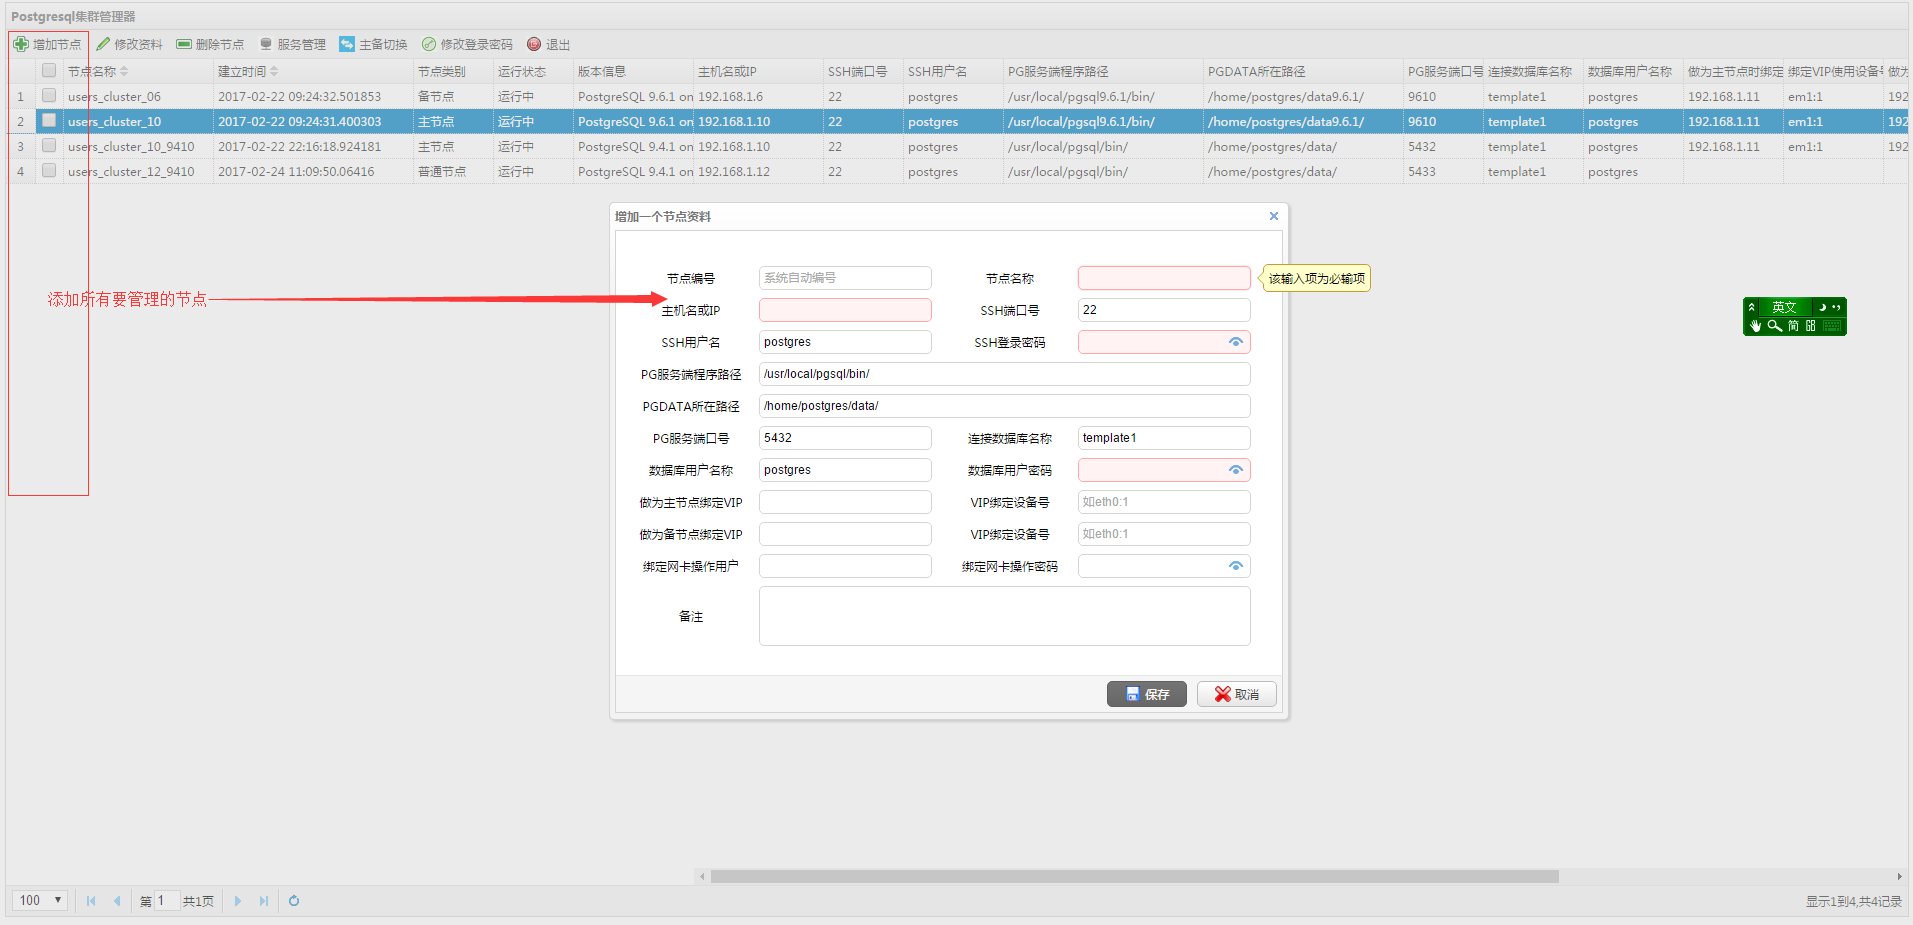 Postgresql集群管理器
增加节点 修改资料 删除节点 服务管理 主备切换 修改登录密码 退出
节点名称 建立时间 节点类别 运行状态 版本信息 主机名或IP SSH端口号 SSH用户名 PG服务端程序路径 PGDATA所在路径 PG服务端口号 连接数据库名称 数据库用户名称 做为主节点时绑定 绑定VIP使用设备号 做为
1 users_cluster_06 2017-02-22 09:24:32.501853 备节点 运行中 PostgreSQL 9.6.1 on 192.168.1.6 22 postgres /usr/local/pgsql9.6.1/bin/ /home/postgres/data9.6.1/ 9610 template1 postgres 192.168.1.11 em1:1 192
2 users_cluster_10 2017-02-22 09:24:31.400303 主节点 运行中 PostgreSQL 9.6.1 on 192.168.1.10 22 postgres /usr/local/pgsql9.6.1/bin/ /home/postgres/data9.6.1/ 9610 template1 postgres 192.168.1.11 em1:1 192
3 users_cluster_10_9410 2017-02-22 22:16:18.924181 主节点 运行中 PostgreSQL 9.4.1 on 192.168.1.10 22 postgres /usr/local/pgsql/bin/ /home/postgres/data/ 5432 template1 postgres 192.168.1.11 em1:1 192
4 users_cluster_12_9410 2017-02-24 11:09:50.06416 普通节点 运行中 PostgreSQL 9.4.1 on 192.168.1.12 22 postgres /usr/local/pgsql/bin/ /home/postgres/data/ 5433 template1 postgres
增加一个节点资料
节点编号 系统自动编号 节点名称 该输入项为必输项
添加所有要管理的节点
主机名或IP SSH端口号 22
英文
简
SSH用户名 postgres SSH登录密码
PG服务端程序路径 /usr/local/pgsql/bin/
PGDATA所在路径 /home/postgres/data/
PG服务端口号 5432 连接数据库名称 template1
数据库用户名称 postgres 数据库用户密码
做为主节点绑定VIP VIP绑定设备号 如eth0:1
做为备节点绑定VIP VIP绑定设备号 如eth0:1
绑定网卡操作用户 绑定网卡操作密码
备注
保存 取消
100 第 1 共1页 显示1到4,共4记录